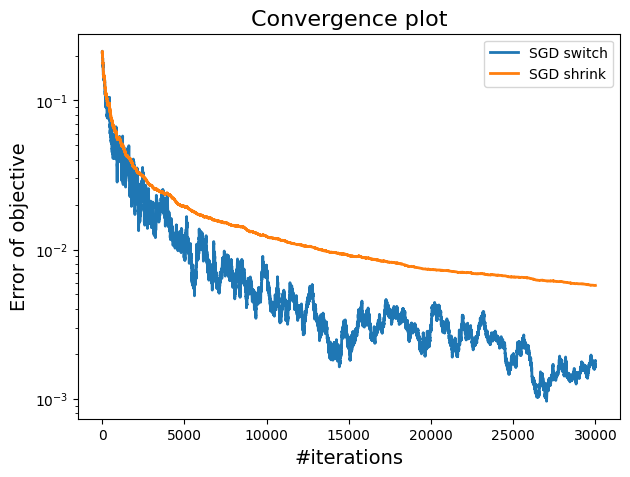 Convergence plot
SGD switch
SGD shrink
Error of objective
10^{-1}
10^{-2}
10^{-3}
0 5000 10000 15000 20000 25000 30000
#iterations